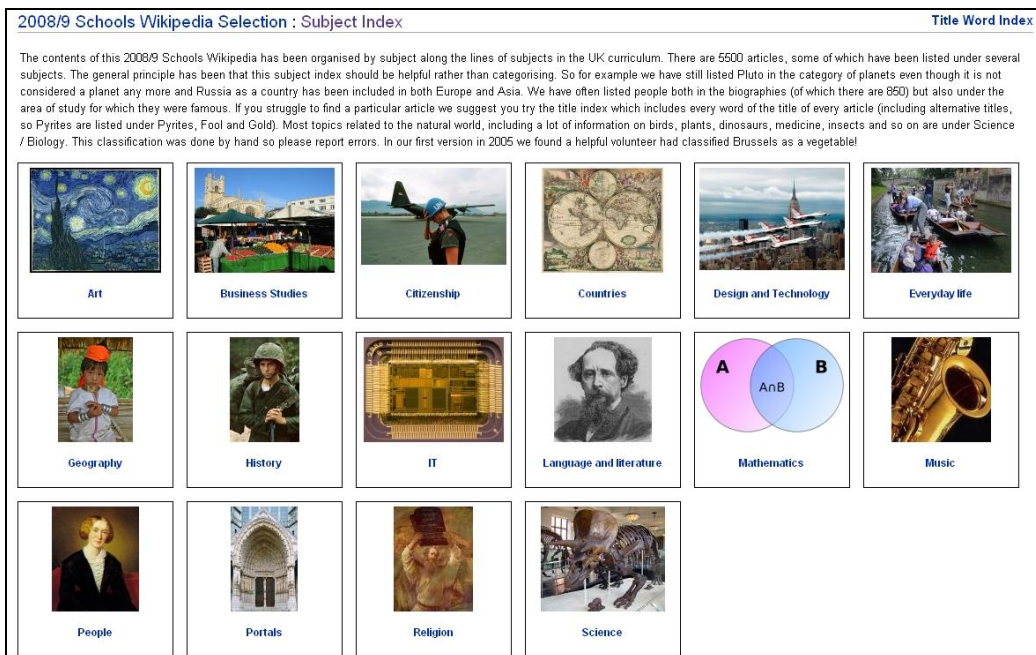 2008/9 Schools Wikipedia Selection : Subject Index
Title Word Index
The contents of this 2008/9 Schools Wikipedia has been organised by subject along the lines of subjects in the UK curriculum. There are 5500 articles, some of which have been listed under several
subjects. The general principle has been that this subject index should be helpful rather than categorising. So for example we have still listed Pluto in the category of planets even though it is not
considered a planet any more and Russia as a country has been included in both Europe and Asia. We have often listed people both in the biographies (of which there are 850) but also under the
area of study for which they were famous. If you struggle to find a particular article we suggest you try the title index which includes every word of the title of every article (including alternative titles,
so Pyrites are listed under Pyrites, Fool and Gold). Most topics related to the natural world, including a lot of information on birds, plants, dinosaurs, medicine, insects and so on are under Science
/ Biology. This classification was done by hand so please report errors. In our first version in 2005 we found a helpful volunteer had classified Brussels as a vegetable!
Art
Business Studies
Citizenship
Countries
Design and Technology
Everyday life
A
A∩B
B
Geography
History
IT
Language and literature
Mathematics
Music
People
Portals
Religion
Science